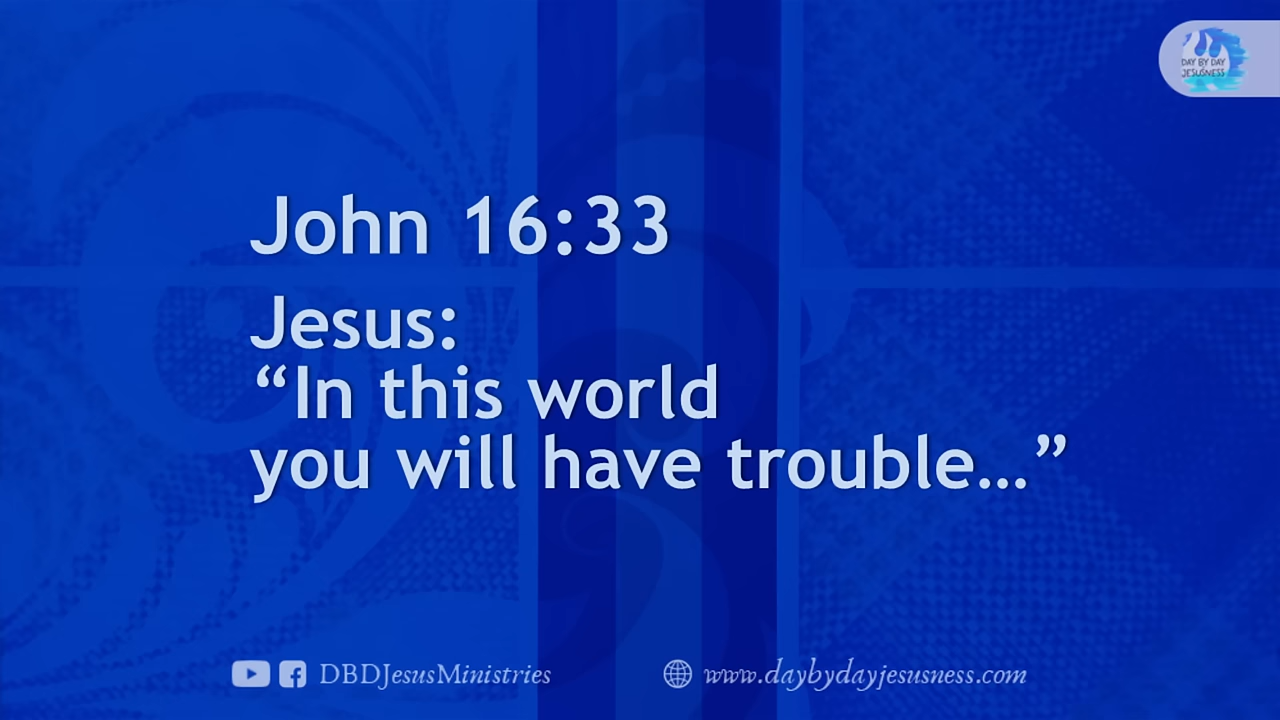 DAY BY DAY
JESUSNESS
John 16:33
Jesus:
“In this world
you will have trouble…”
DBDJesusMinistries
www.daybydayjesusness.com